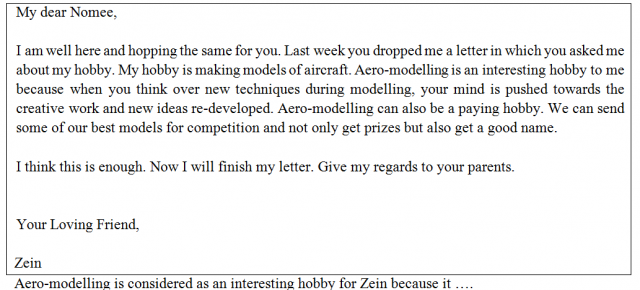 My dear Nomee,
I am well here and hopping the same for you. Last week you dropped me a letter in which you asked me
about my hobby. My hobby is making models of aircraft. Aero-modelling is an interesting hobby to me
because when you think over new techniques during modelling, your mind is pushed towards the
creative work and new ideas re-developed. Aero-modelling can also be a paying hobby. We can send
some of our best models for competition and not only get prizes but also get a good name.
I think this is enough. Now I will finish my letter. Give my regards to your parents.
Your Loving Friend,
Zein
Aero-modelling is considered as an interesting hobby for Zein because it ….